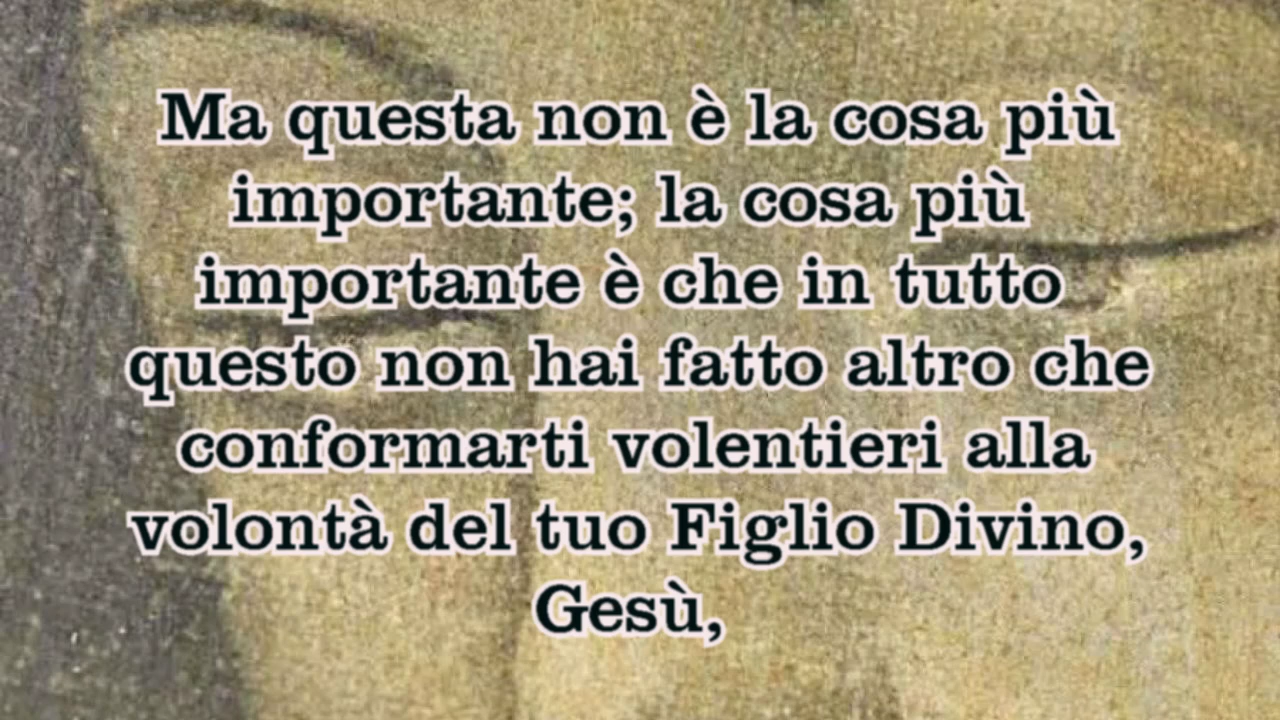 Ma questa non è la cosa più
importante; la cosa più
importante è che in tutto
questo non hai fatto altro che
conformarti volentieri alla
volontà del tuo Figlio Divino,
Gesù,